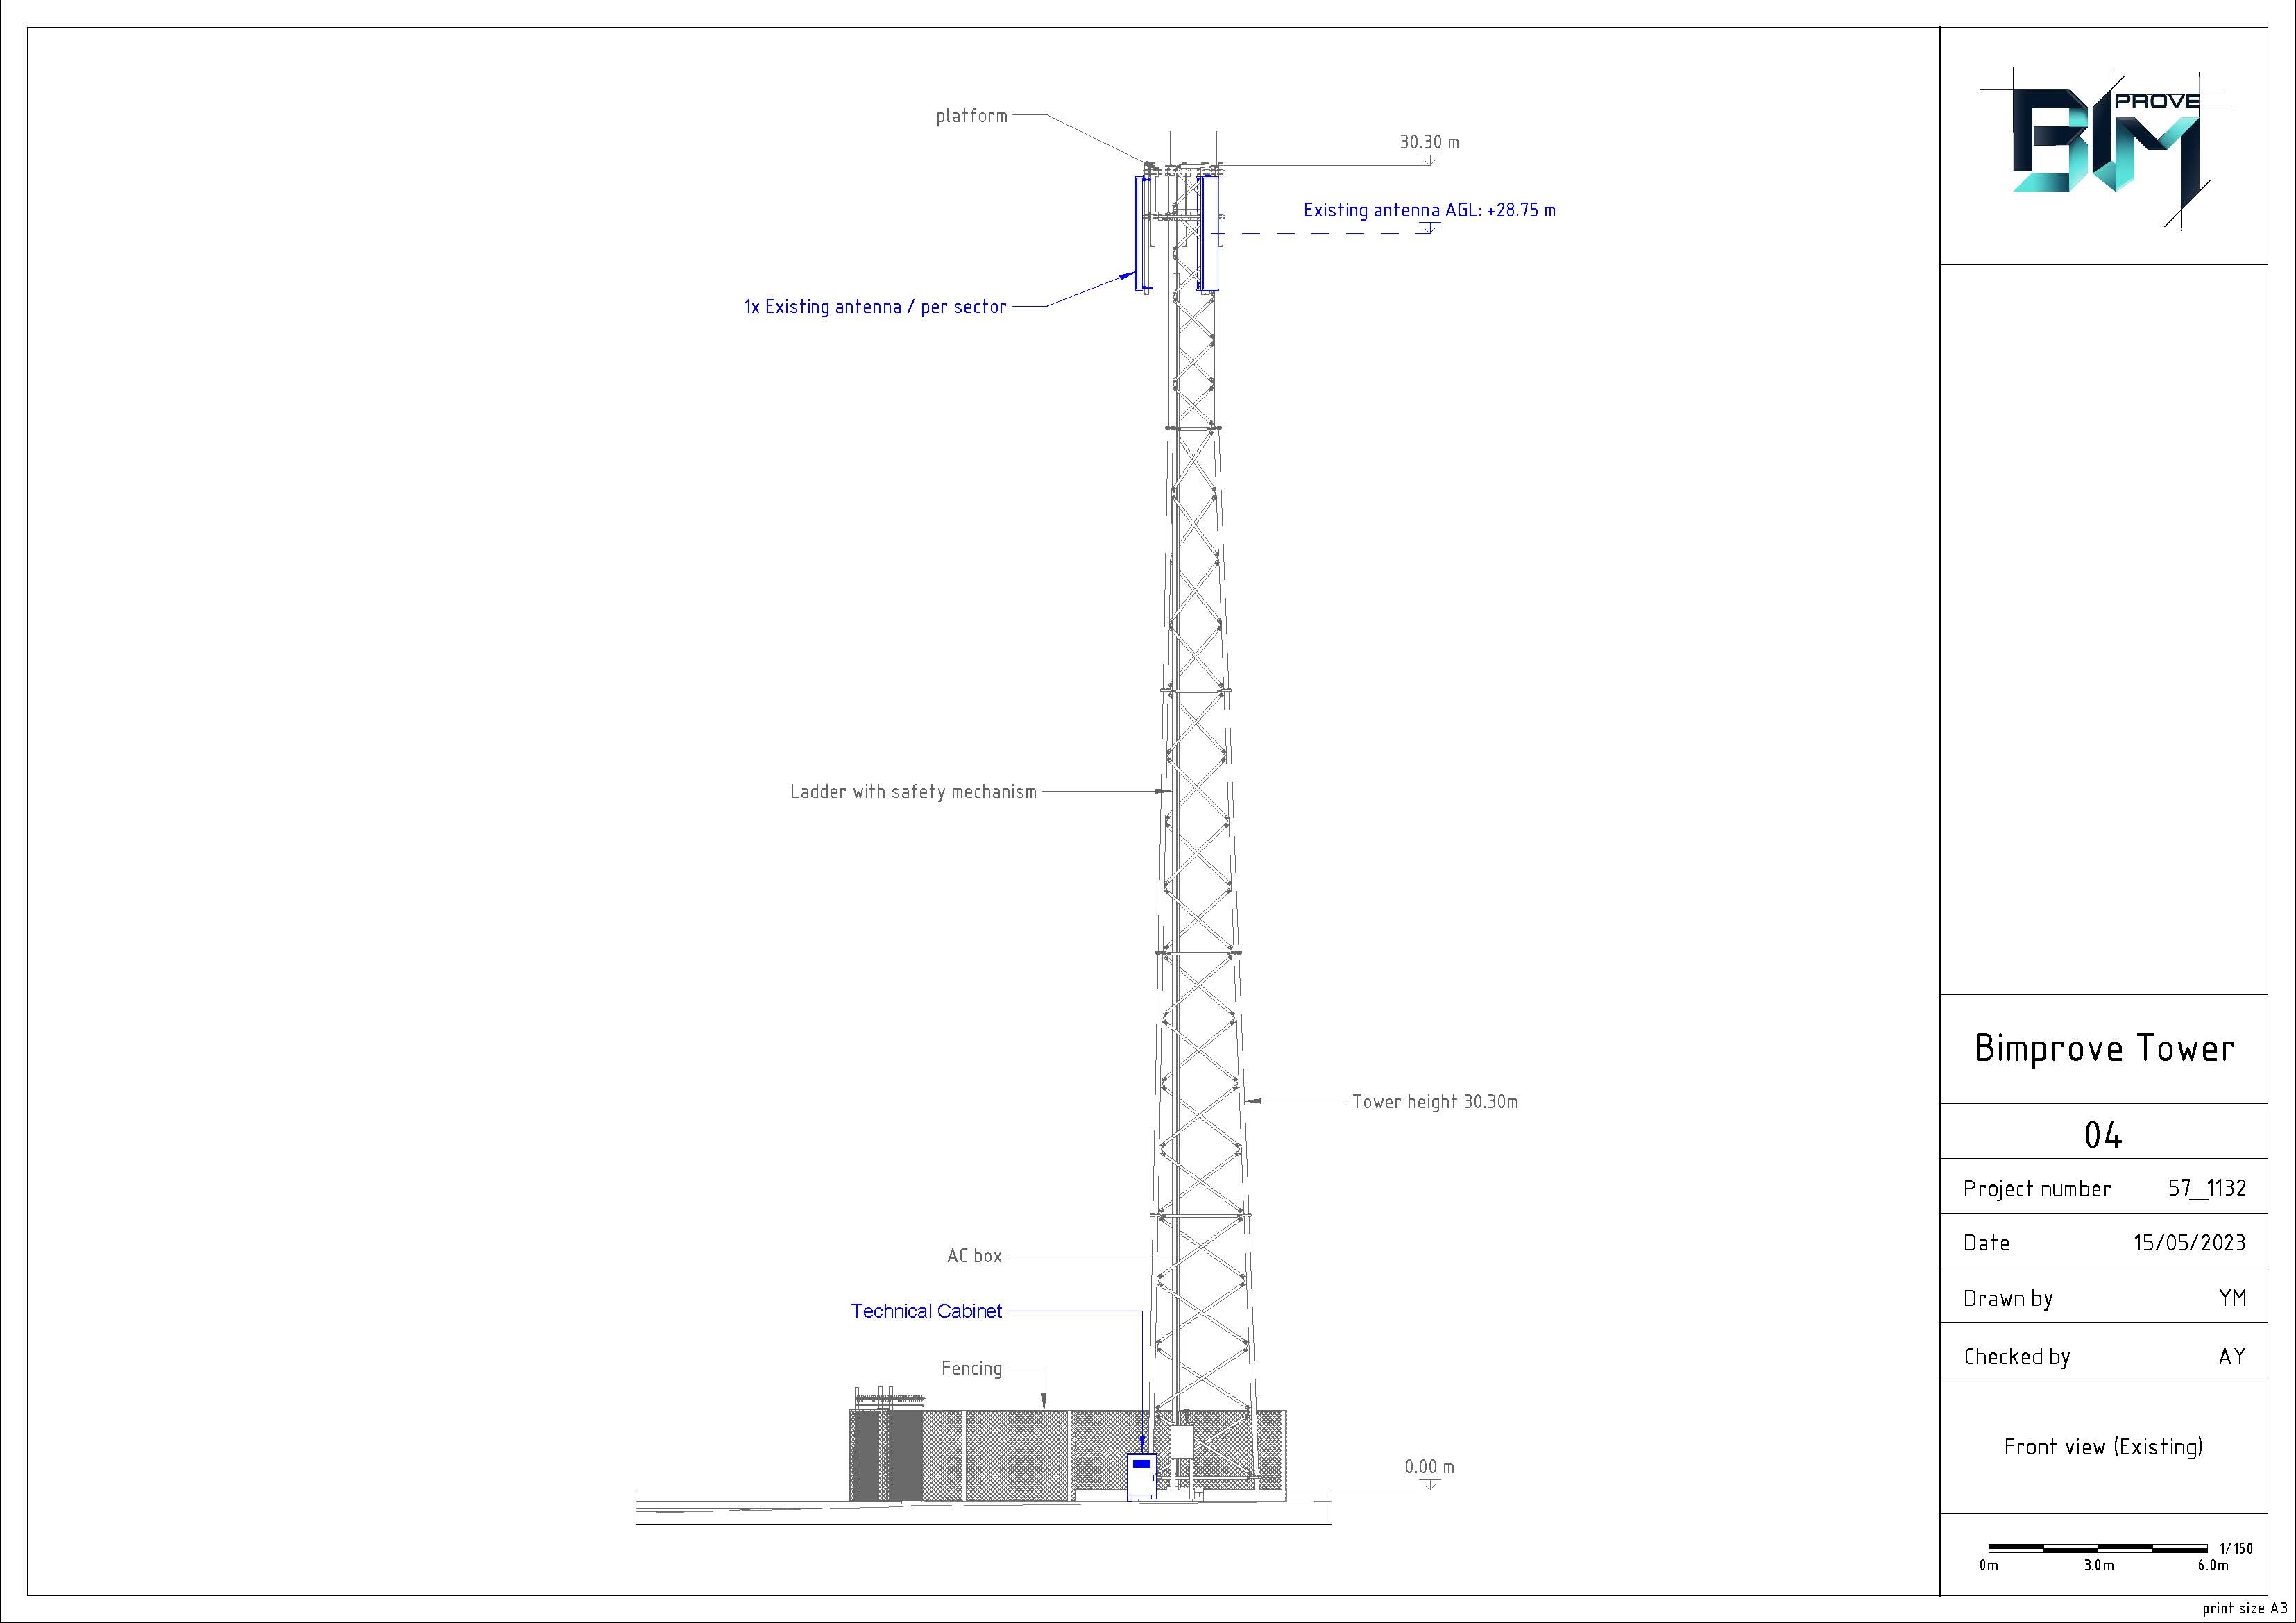 platform
30.30 m
Existing antenna AGL: +28.75 m
1x Existing antenna / per sector
Ladder with safety mechanism
Tower height 30.30m
AC box
Technical Cabinet
Fencing
0.00 m
BIM PROVE
Bimprove Tower
04
Project number 57_1132
Date 15/05/2023
Drawn by YM
Checked by AY
Front view (Existing)
1/150
0m 3.0m 6.0m
print size A3